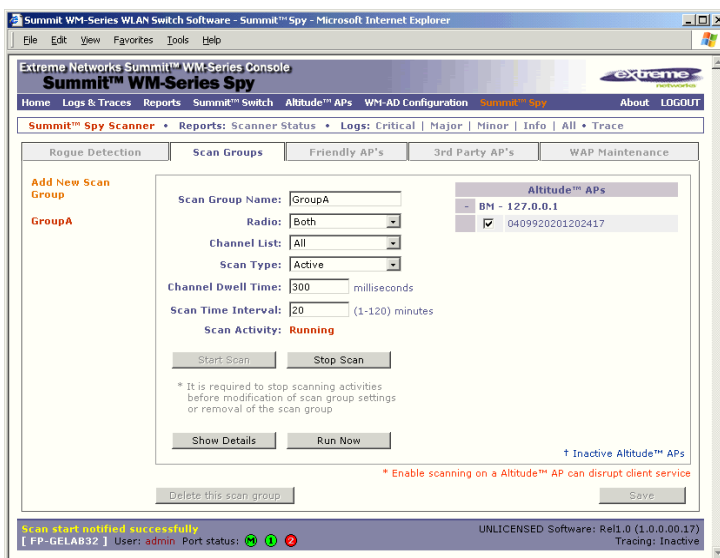 Summit WM-Series WLAN Switch Software - Summit™ Spy - Microsoft Internet Explorer
File Edit View Favorites Tools Help
Extreme Networks Summit™ WM-Series Console
Summit™ WM-Series Spy
extreme networks
Home Logs & Traces Reports Summit™ Switch Altitude™ APs WM-AD Configuration Summit™ Spy About LOGOUT
Summit™ Spy Scanner • Reports: Scanner Status • Logs: Critical | Major | Minor | Info | All • Trace
Rogue Detection Scan Groups Friendly AP's 3rd Party AP's WAP Maintenance
Add New Scan Group
GroupA
Scan Group Name: GroupA
Radio: Both
Channel List: All
Scan Type: Active
Channel Dwell Time: 300 milliseconds
Scan Time Interval: 20 (1-120) minutes
Scan Activity: Running
Start Scan Stop Scan
* It is required to stop scanning activities
before modification of scan group settings
or removal of the scan group
Show Details Run Now
Altitude™ APs
- BM - 127.0.0.1
0409920201202417
† Inactive Altitude™ APs
* Enable scanning on a Altitude™ AP can disrupt client service
Delete this scan group Save
Scan start notified successfully
[ FP-GELAB32 ] User: admin Port status: M 1 2
UNLICENSED Software: Rel1.0 (1.0.0.00.17)
Tracing: Inactive